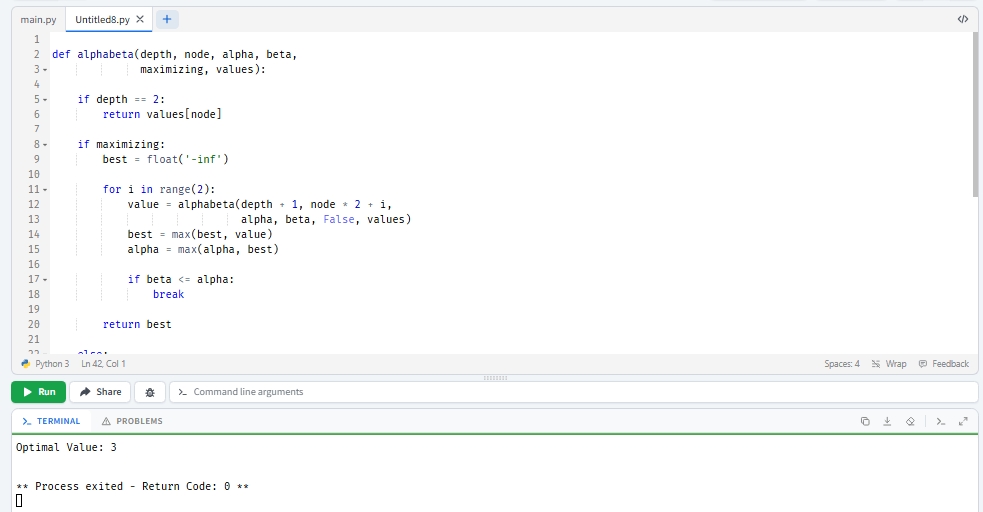 main.py Untitled8.py
1
2 def alphabeta(depth, node, alpha, beta,
3 maximizing, values):
4
5 if depth == 2:
6 return values[node]
7
8 if maximizing:
9 best = float('-inf')
10
11 for i in range(2):
12 value = alphabeta(depth + 1, node * 2 + i,
13 alpha, beta, False, values)
14 best = max(best, value)
15 alpha = max(alpha, best)
16
17 if beta <= alpha:
18 break
19
20 return best
21
22 else:
Python 3 Ln 42, Col 1 Spaces: 4 Wrap Feedback
Run Share Command line arguments
TERMINAL PROBLEMS
Optimal Value: 3
** Process exited - Return Code: 0 **